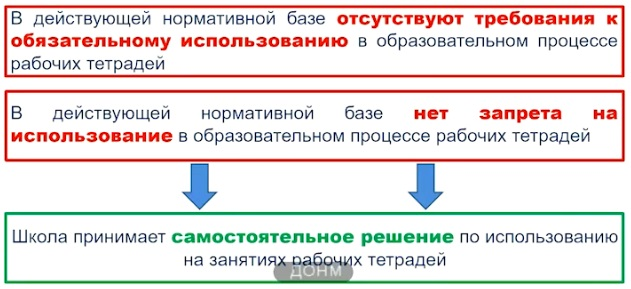 В действующей нормативной базе отсутствуют требования к
обязательному использованию в образовательном процессе
рабочих тетрадей
В действующей нормативной базе нет запрета на
использование в образовательном процессе рабочих тетрадей
Школа принимает самостоятельное решение по использованию
на занятиях рабочих тетрадей
ДОНМ